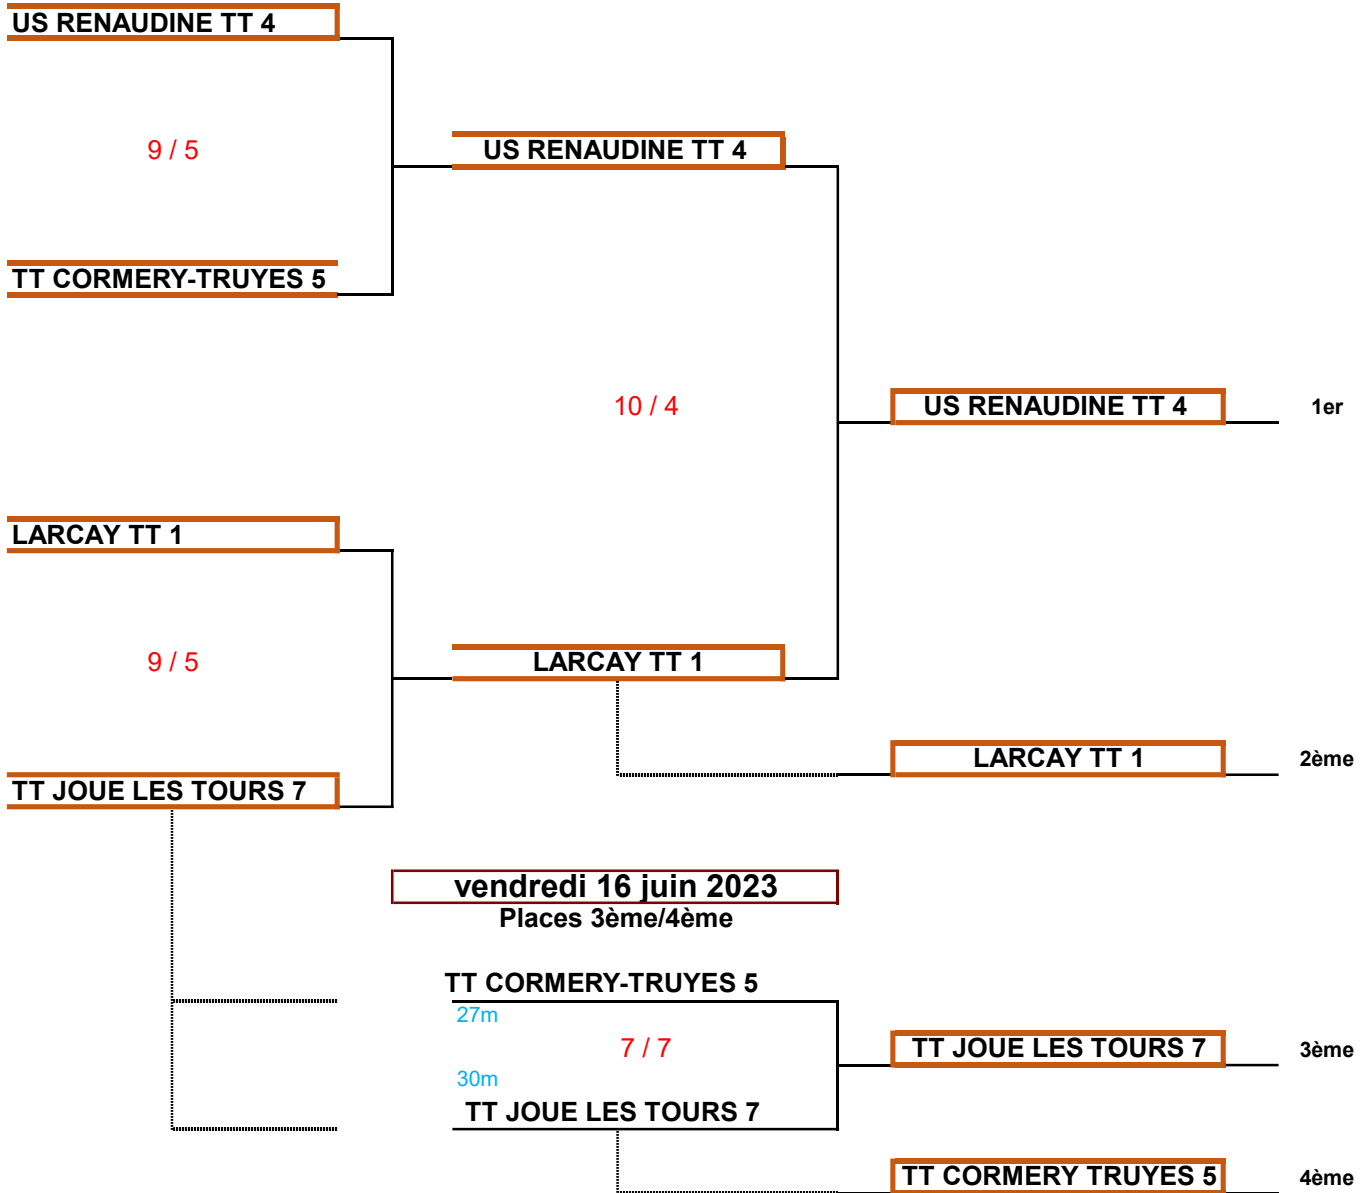 US RENAUDINE TT 4
9 / 5
US RENAUDINE TT 4
TT CORMERY-TRUYES 5
10 / 4
US RENAUDINE TT 4
1er
LARCAY TT 1
9 / 5
LARCAY TT 1
LARCAY TT 1
2ème
TT JOUE LES TOURS 7
vendredi 16 juin 2023
Places 3ème/4ème
TT CORMERY-TRUYES 5
27m
7 / 7
TT JOUE LES TOURS 7
3ème
30m
TT JOUE LES TOURS 7
TT CORMERY TRUYES 5
4ème